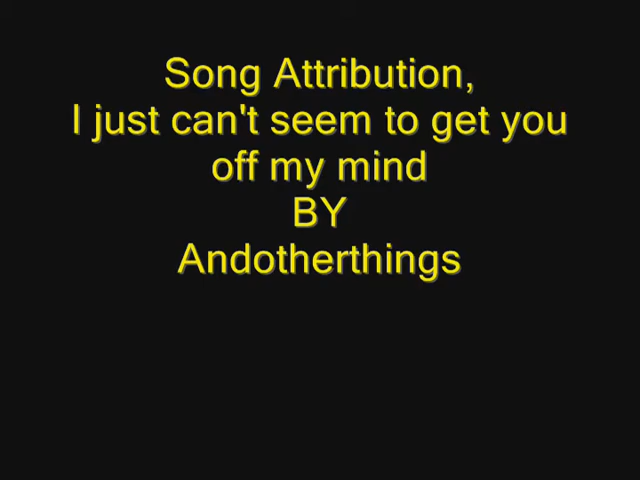 Song Attribution,
I just can't seem to get you
off my mind
BY
Andotherthings